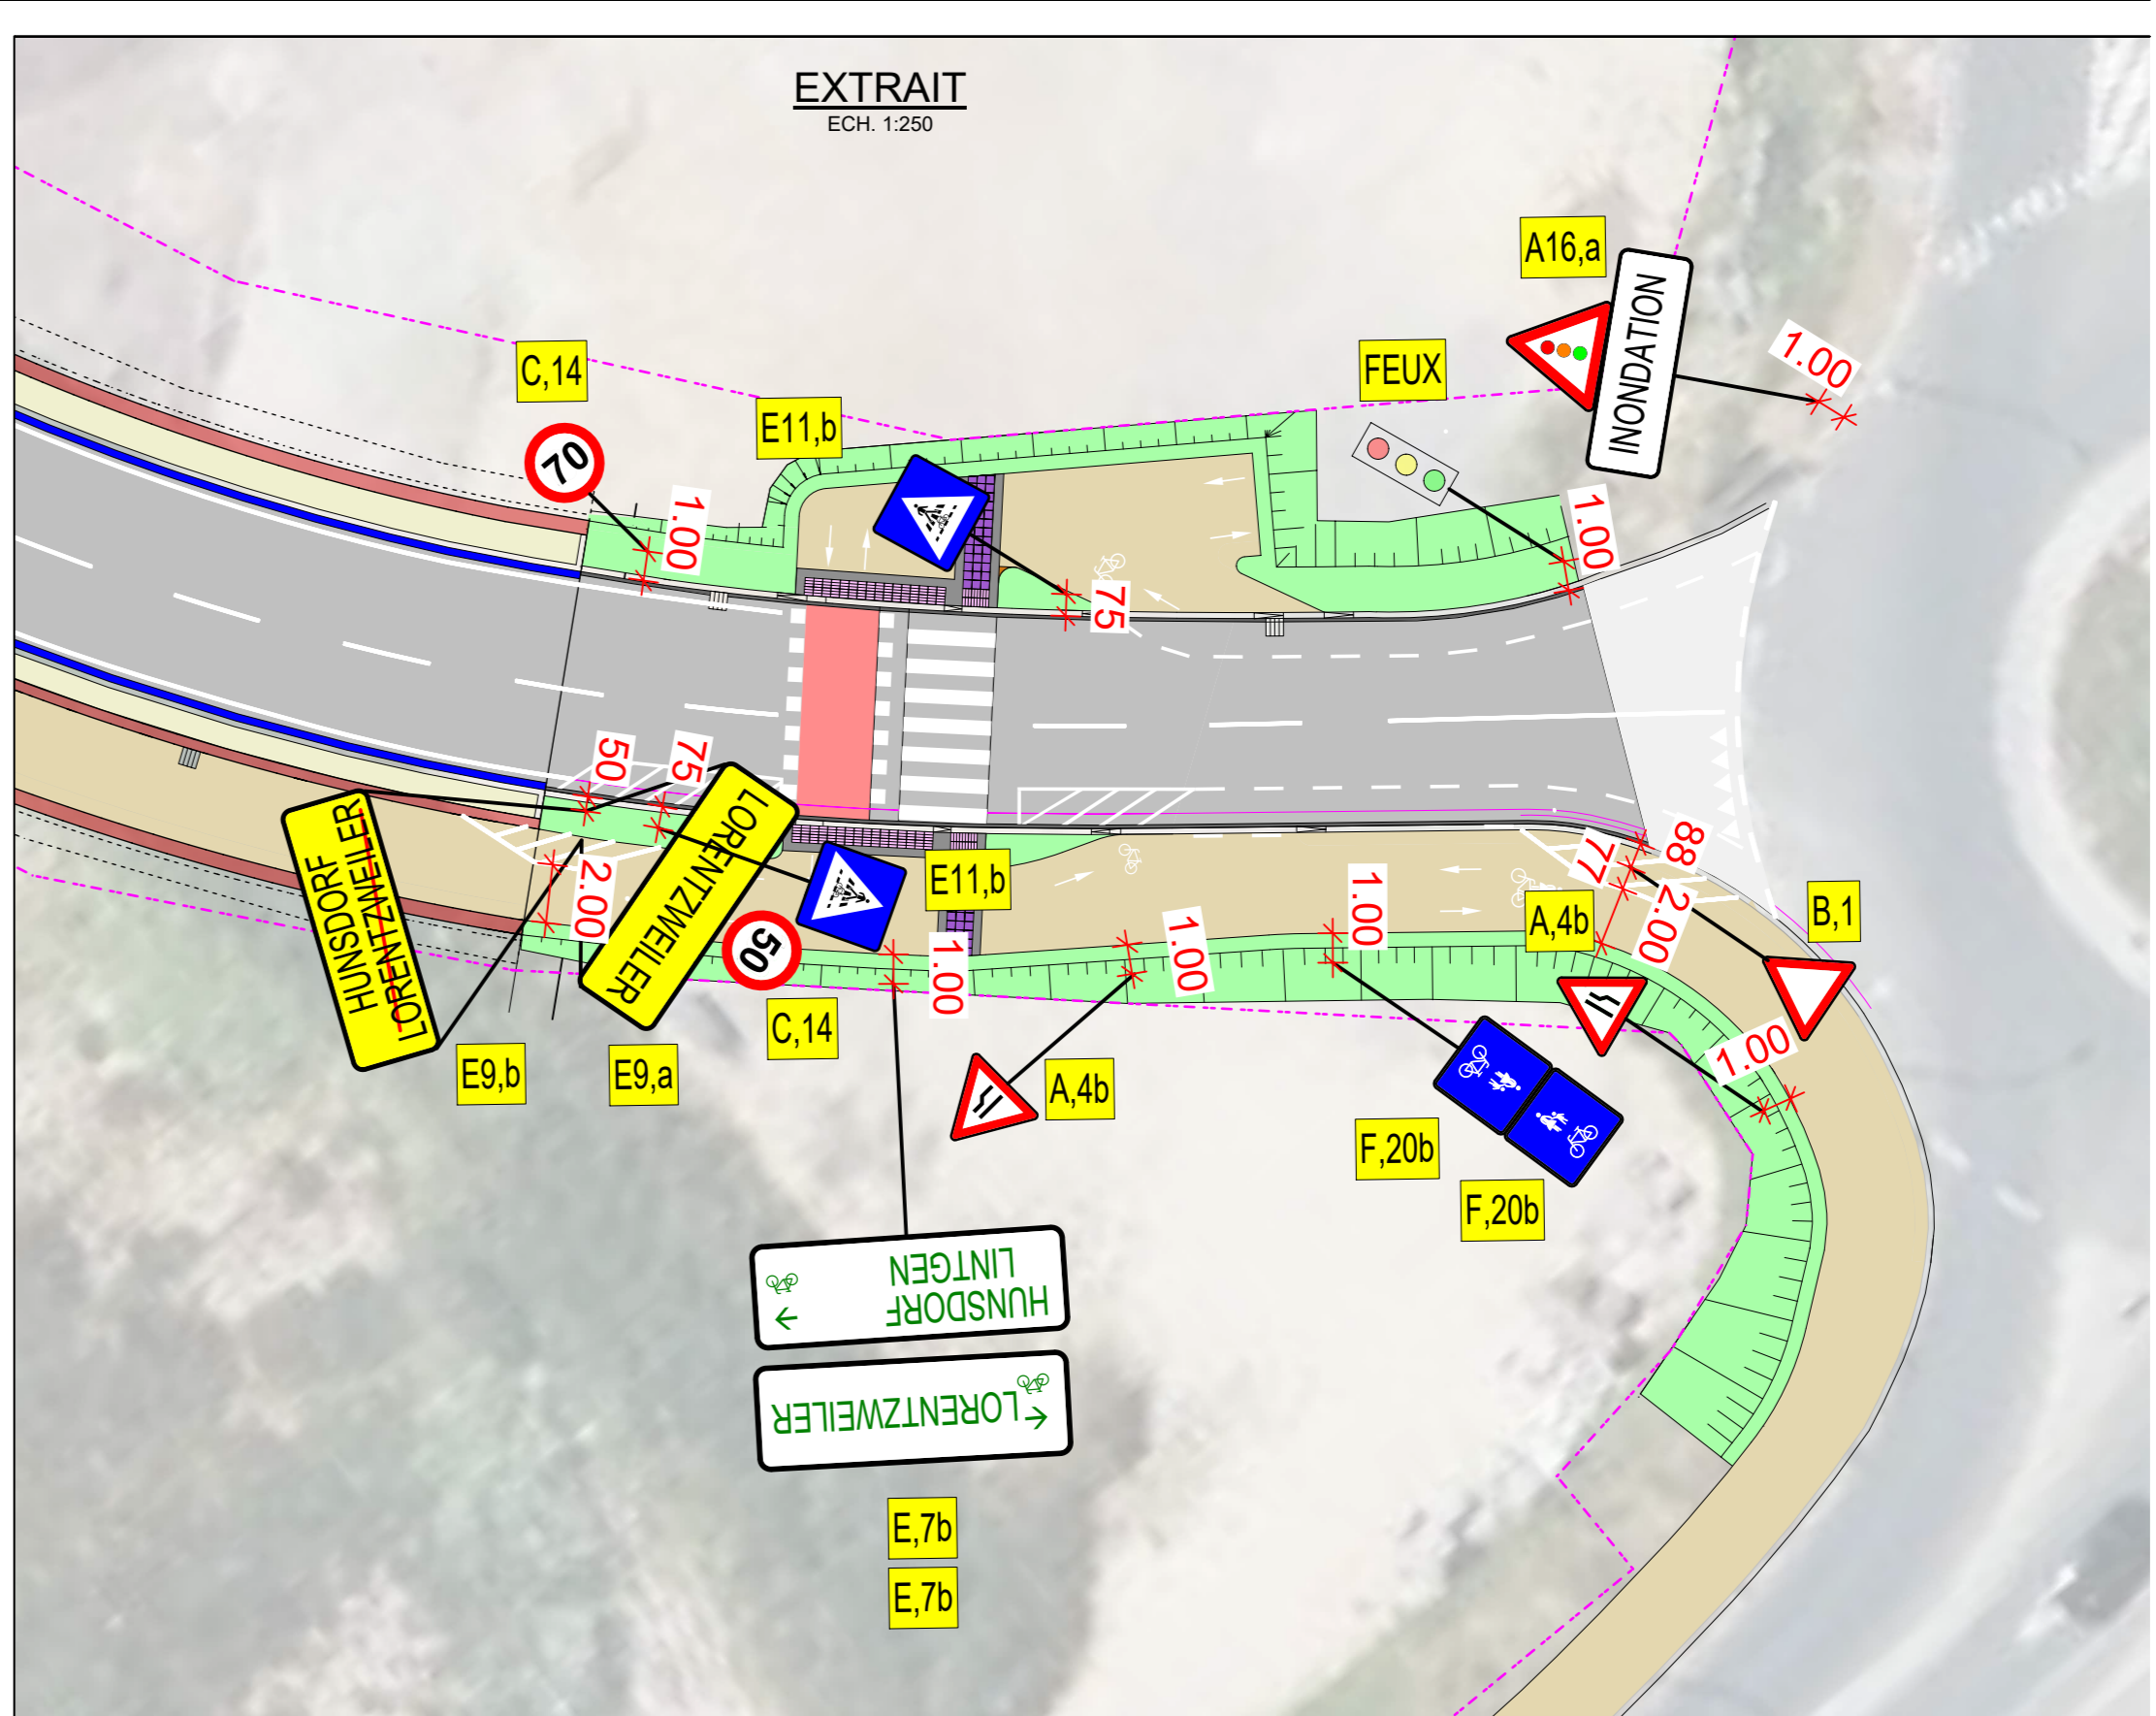 EXTRAIT
ECH. 1:250
A16,a
INONDATION
1.00
FEUX
C,14
70
E11,b
1.00
1.00
75
50
75
LORENTZWEILER
HUNSDORF
LORENTZWEILER
2.00
50
C,14
E11,b
1.00
1.00
1.00
A,4b
77
88
2.00
B,1
1.00
E9,b
E9,a
A,4b
F,20b
F,20b
HUNSDORF
LINTGEN
LORENTZWEILER
E,7b
E,7b